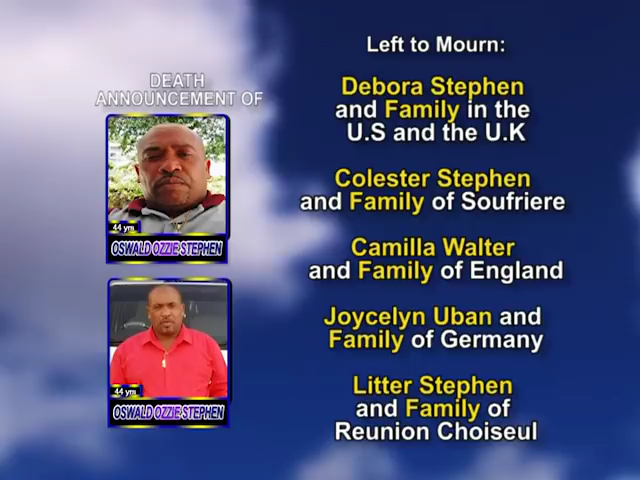 DEATH
ANNOUNCEMENT OF
44 yrs
OSWALD OZZIE STEPHEN
44 yrs
OSWALD OZZIE STEPHEN
Left to Mourn:
Debora Stephen
and Family in the
U.S and the U.K
Colester Stephen
and Family of Soufriere
Camilla Walter
and Family of England
Joycelyn Uban and
Family of Germany
Litter Stephen
and Family of
Reunion Choiseul